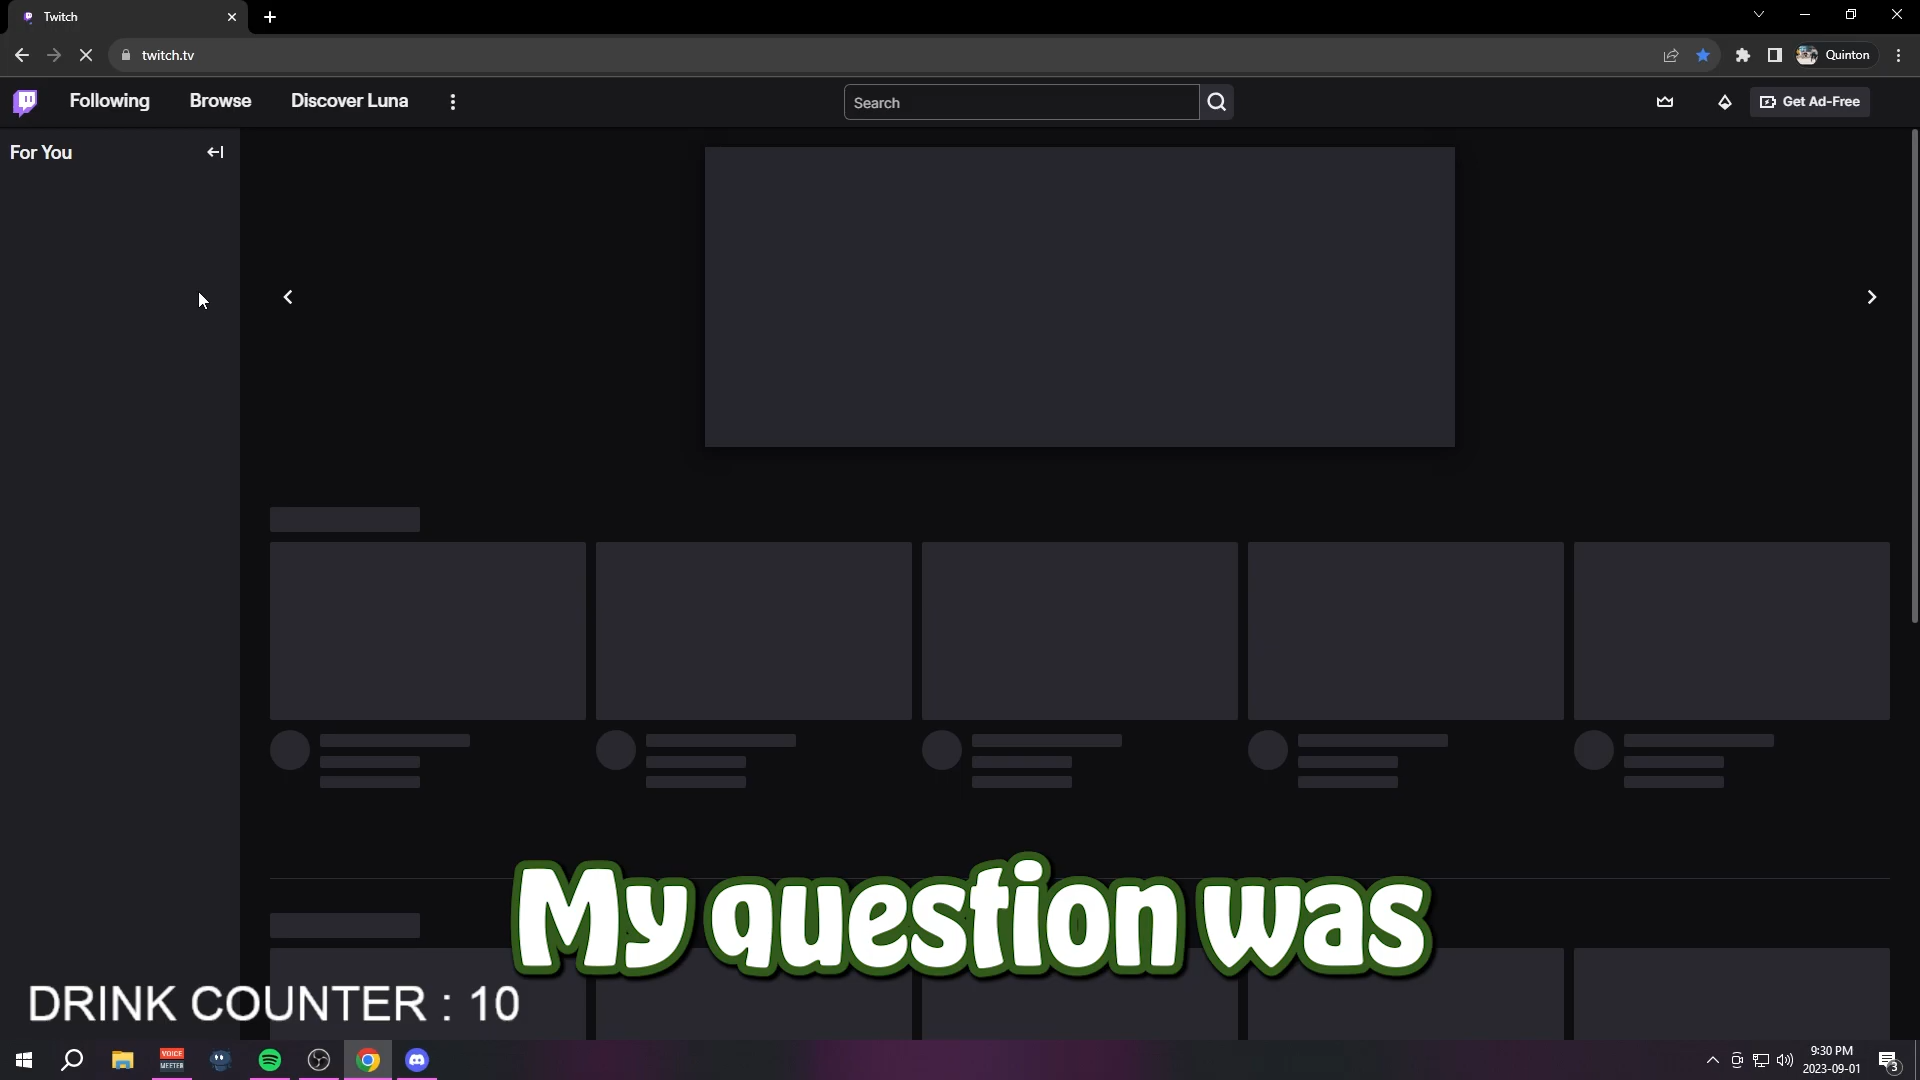 Twitch
twitch.tv
Quinton
Following
Browse
Discover Luna
Search
Get Ad-Free
For You
My question was
DRINK COUNTER : 10
VOICE
MEETER
9:30 PM
2023-09-01
3